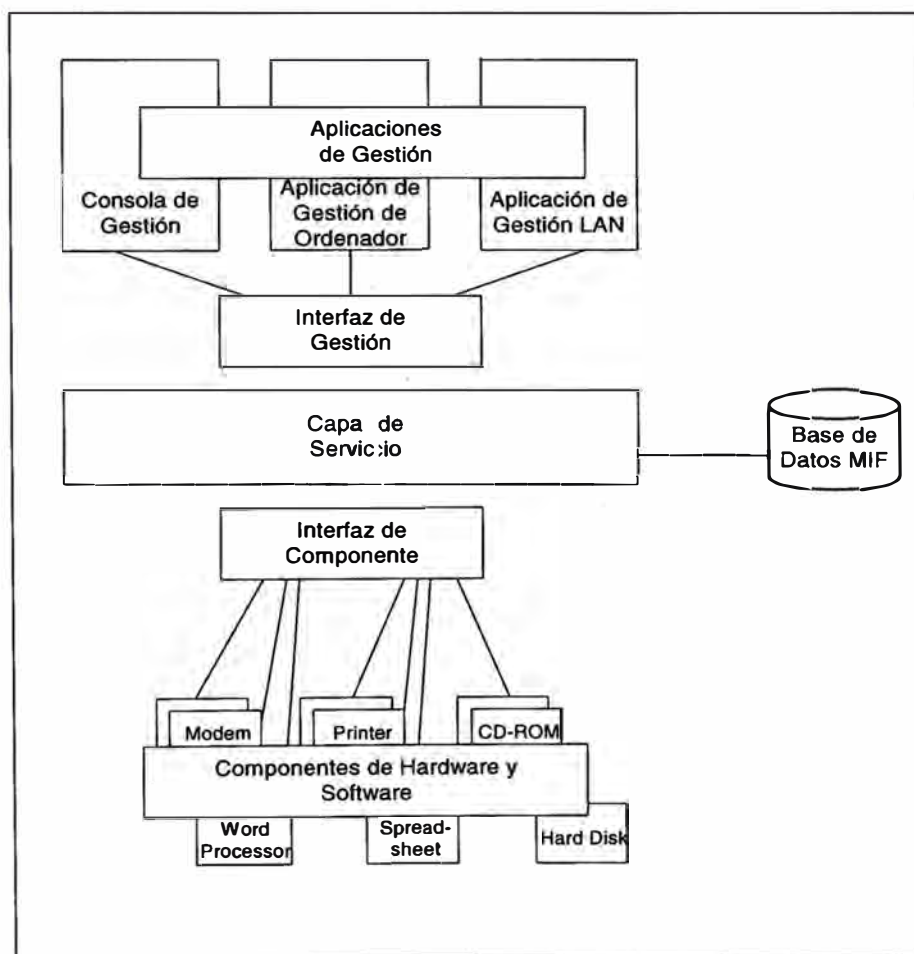 Aplicaciones
de Gestión
Consola de
Gestión
Aplicación de
Gestión de
Ordenador
Aplicación de
Gestión LAN
Interfaz de
Gestión
Capa de
Servicio
Base de
Datos MIF
Interfaz de
Componente
Modem
Printer
CD-ROM
Componentes de Hardware y
Software
Word
Processor
Spread-
sheet
Hard Disk